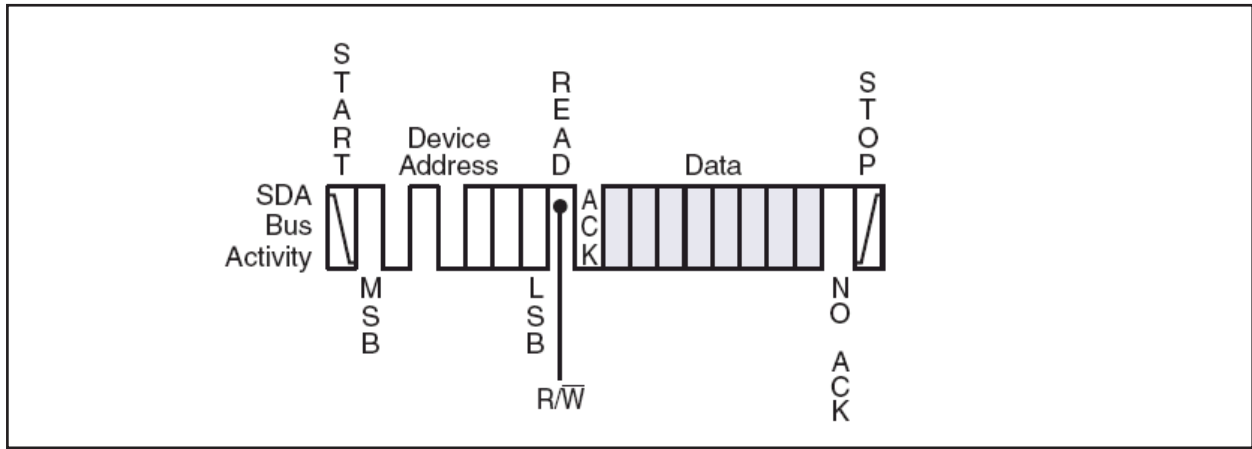 START
READ
STOP
Device
Address
Data
SDA
Bus
Activity
ACK
MSB
LSB
NO ACK
R/W̅